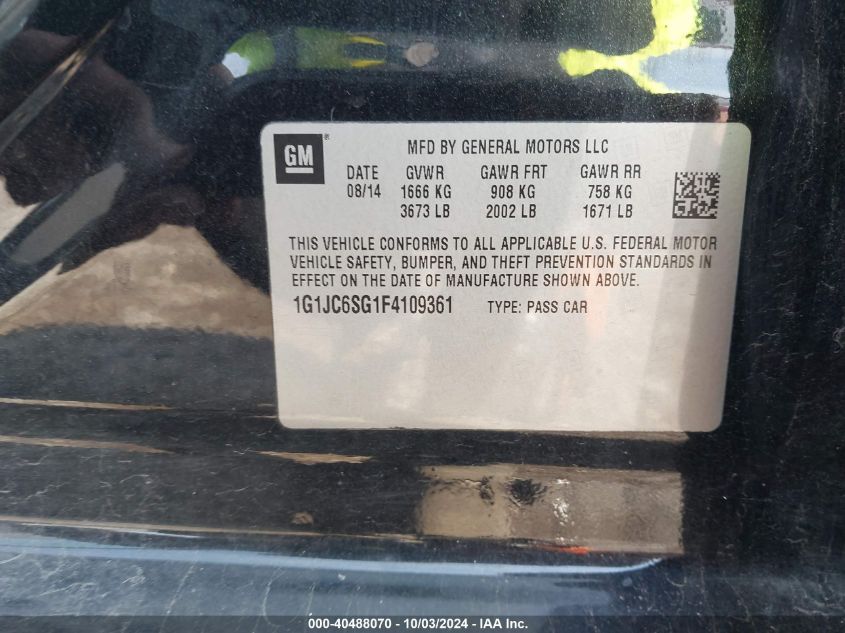 GM ®
MFD BY GENERAL MOTORS LLC
DATE GVWR GAWR FRT GAWR RR
08/14 1666 KG 908 KG 758 KG
3673 LB 2002 LB 1671 LB
THIS VEHICLE CONFORMS TO ALL APPLICABLE U.S. FEDERAL MOTOR
VEHICLE SAFETY, BUMPER, AND THEFT PREVENTION STANDARDS IN
EFFECT ON THE DATE OF MANUFACTURE SHOWN ABOVE.
1G1JC6SG1F4109361 TYPE: PASS CAR
000-40488070 - 10/03/2024 - IAA Inc.